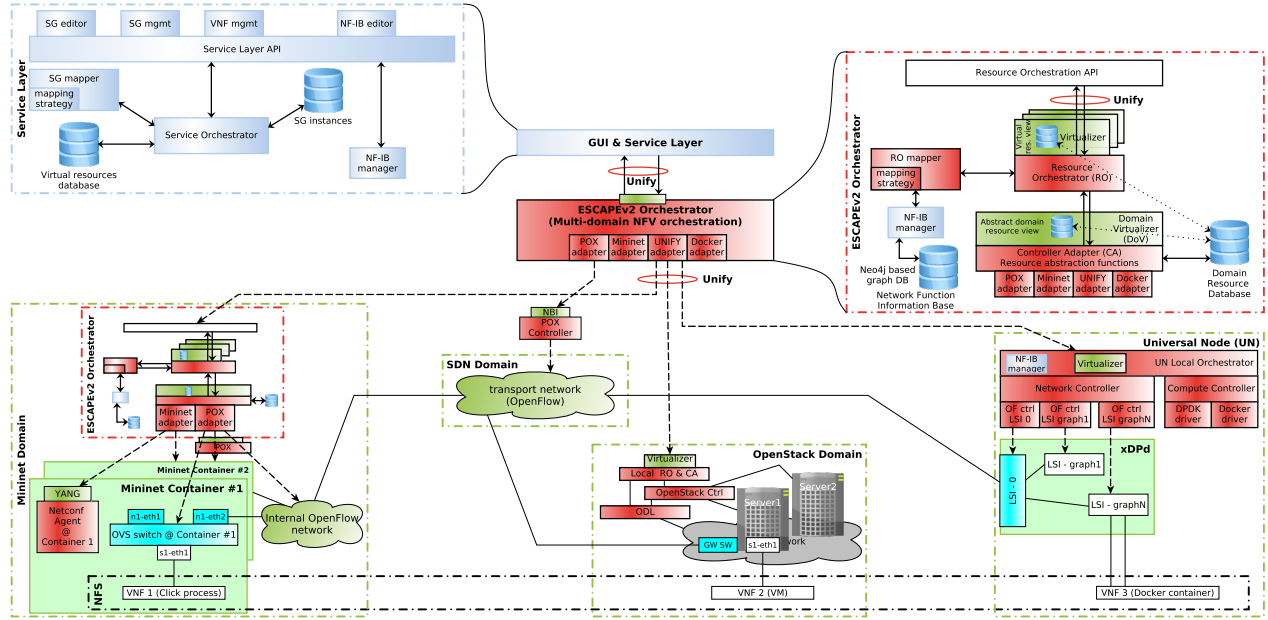 SG editor
SG mgmt
VNF mgmt
NF-IB editor
Service Layer API
Service Layer
SG mapper
mapping
strategy
Service Orchestrator
SG instances
Virtual resources
database
NF-IB
manager
GUI & Service Layer
Unify
ESCAPEv2 Orchestrator
(Multi-domain NFV orchestration)
POX
adapter
Mininet
adapter
UNIFY
adapter
Docker
adapter
Unify
ESCAPEv2 Orchestrator
Resource Orchestration API
Unify
Virtual
res. view
Virtualizer
RO mapper
mapping
strategy
Resource
Orchestrator (RO)
NF-IB
manager
Abstract domain
resource view
Domain
Virtualizer
(DoV)
Controller Adapter (CA)
Resource abstraction functions
POX
adapter
Mininet
adapter
UNIFY
adapter
Docker
adapter
Neo4j based
graph DB
Network Function
Information Base
Domain
Resource
Database
Mininet Domain
ESCAPEv2 Orchestrator
Mininet
adapter
POX
adapter
POX
Mininet Container #2
Mininet Container #1
YANG
Netconf
Agent
@
Container 1
n1-eth1
n1-eth2
OVS switch @ Container #1
s1-eth1
Internal OpenFlow
network
NBI
POX
Controller
SDN Domain
transport network
(OpenFlow)
OpenStack Domain
Virtualizer
Local RO & CA
OpenStack Ctrl
ODL
Server1
Server2
GW SW
s1-eth1
work
Universal Node (UN)
NF-IB
manager
Virtualizer
UN Local Orchestrator
Network Controller
Compute Controller
OF ctrl
LSI 0
OF ctrl
LSI graph1
OF ctrl
LSI graphN
DPDK
driver
Docker
driver
xDPd
LSI - 0
LSI - graph1
LSI - graphN
NFS
VNF 1 (Click process)
VNF 2 (VM)
VNF 3 (Docker container)